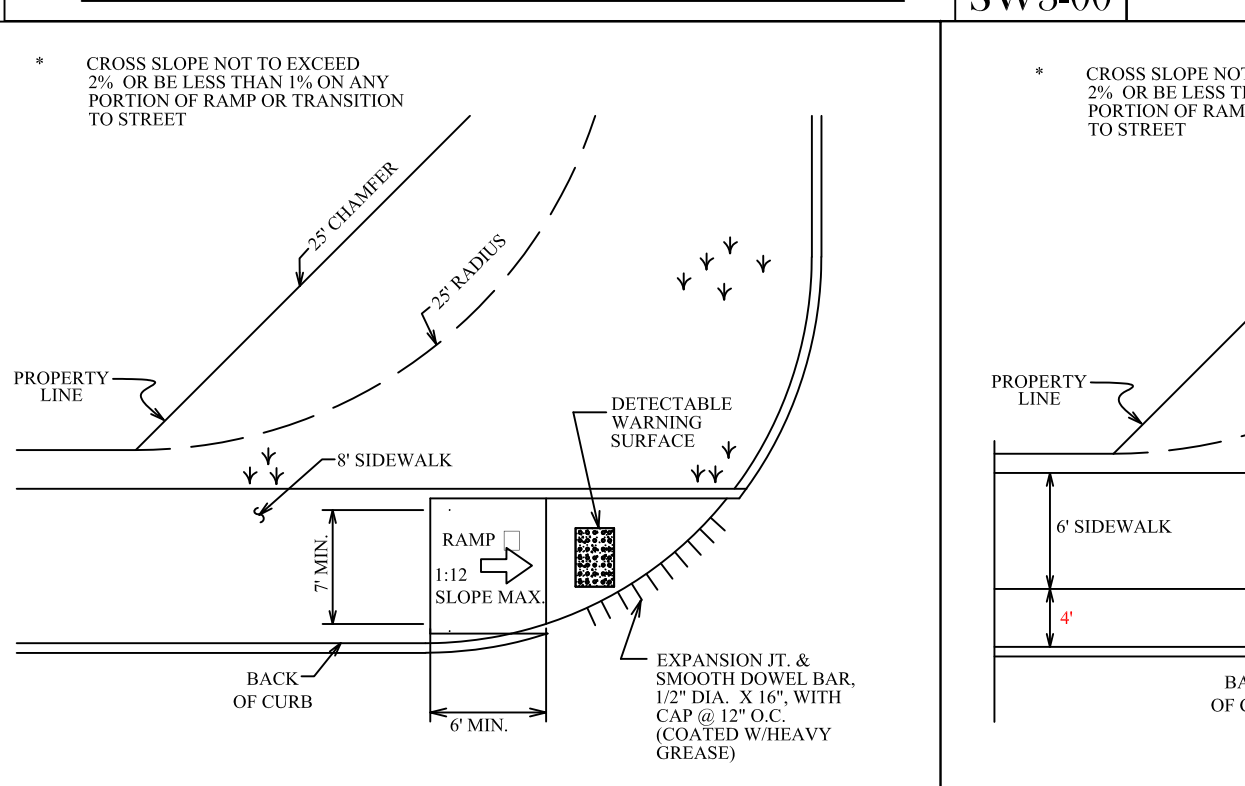 SW5-00
* CROSS SLOPE NOT TO EXCEED
2% OR BE LESS THAN 1% ON ANY
PORTION OF RAMP OR TRANSITION
TO STREET
25' CHAMFER
25' RADIUS
PROPERTY
LINE
8' SIDEWALK
DETECTABLE
WARNING
SURFACE
7' MIN.
RAMP
1:12
SLOPE MAX.
BACK
OF CURB
6' MIN.
EXPANSION JT. &
SMOOTH DOWEL BAR,
1/2" DIA. X 16", WITH
CAP @ 12" O.C.
(COATED W/HEAVY
GREASE)
* CROSS SLOPE NOT
2% OR BE LESS TH
PORTION OF RAM
TO STREET
PROPERTY
LINE
6' SIDEWALK
4'
BA
OF C